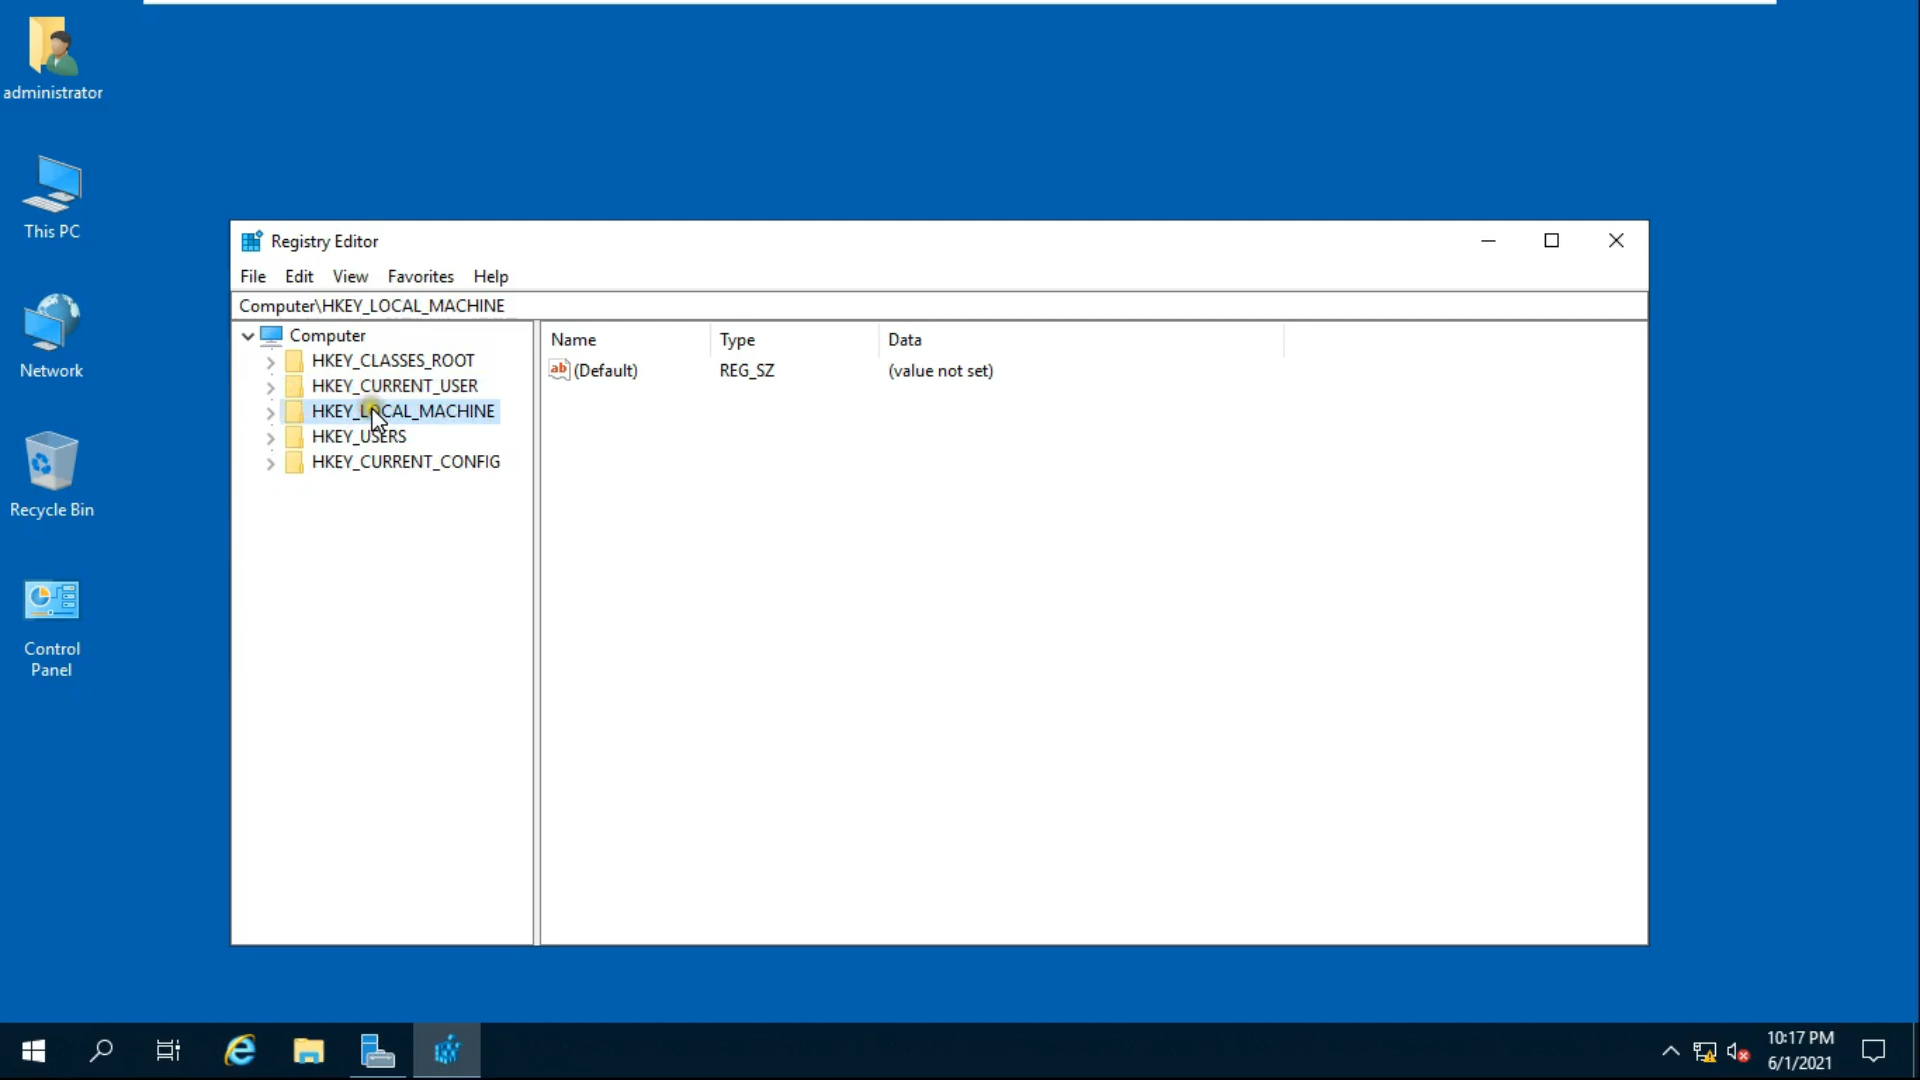 administrator
This PC
Network
Recycle Bin
Control
Panel
Registry Editor
File Edit View Favorites Help
Computer\HKEY_LOCAL_MACHINE
Computer
HKEY_CLASSES_ROOT
HKEY_CURRENT_USER
HKEY_LOCAL_MACHINE
HKEY_USERS
HKEY_CURRENT_CONFIG
Name Type Data
(Default) REG_SZ (value not set)
10:17 PM
6/1/2021